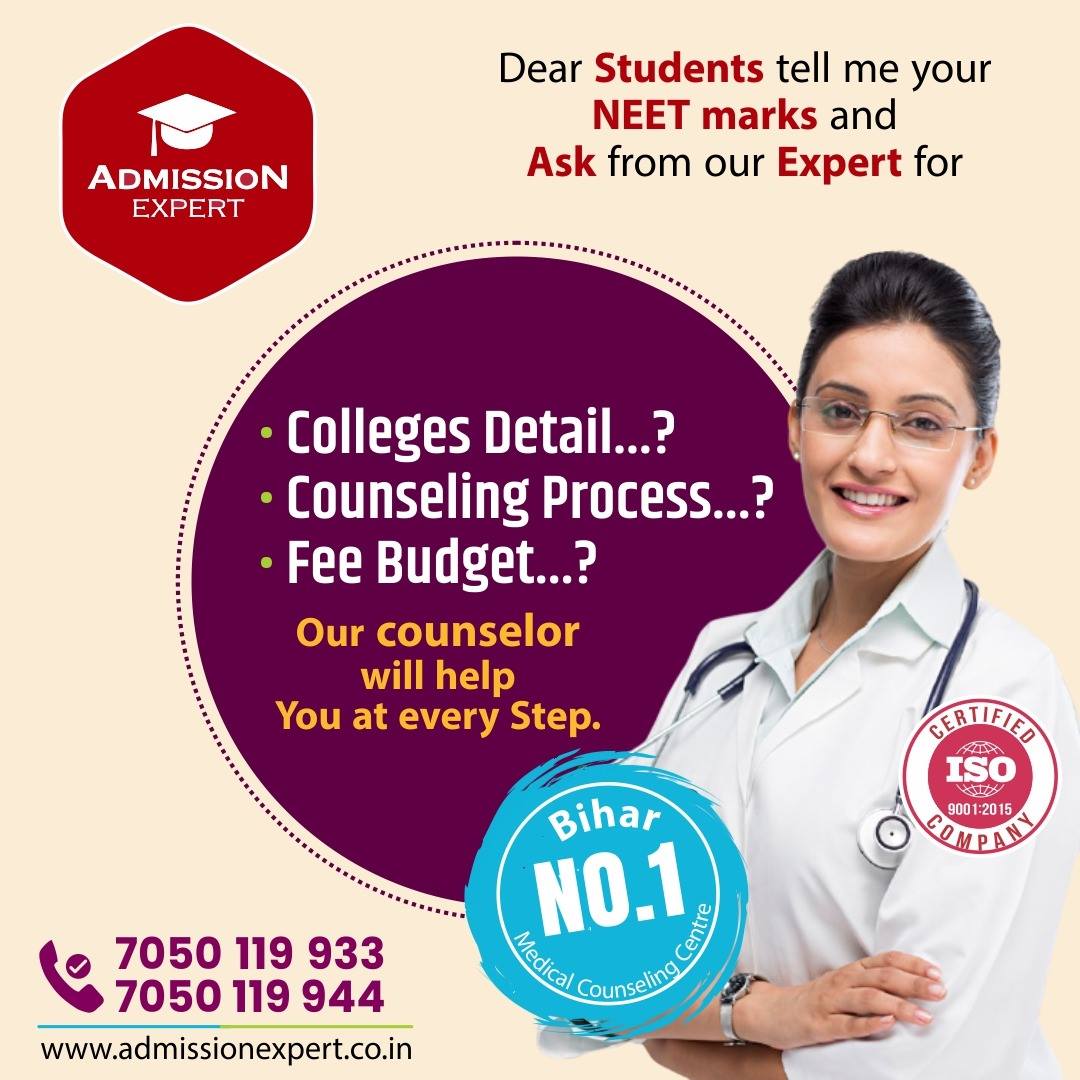 ADMISSION
EXPERT
Dear Students tell me your
NEET marks and
Ask from our Expert for
• Colleges Detail...?
• Counseling Process...?
• Fee Budget...?
Our counselor
will help
You at every Step.
Bihar
NO.1
Medical Counseling Centre
CERTIFIED
ISO
9001:2015
COMPANY
7050 119 933
7050 119 944
www.admissionexpert.co.in